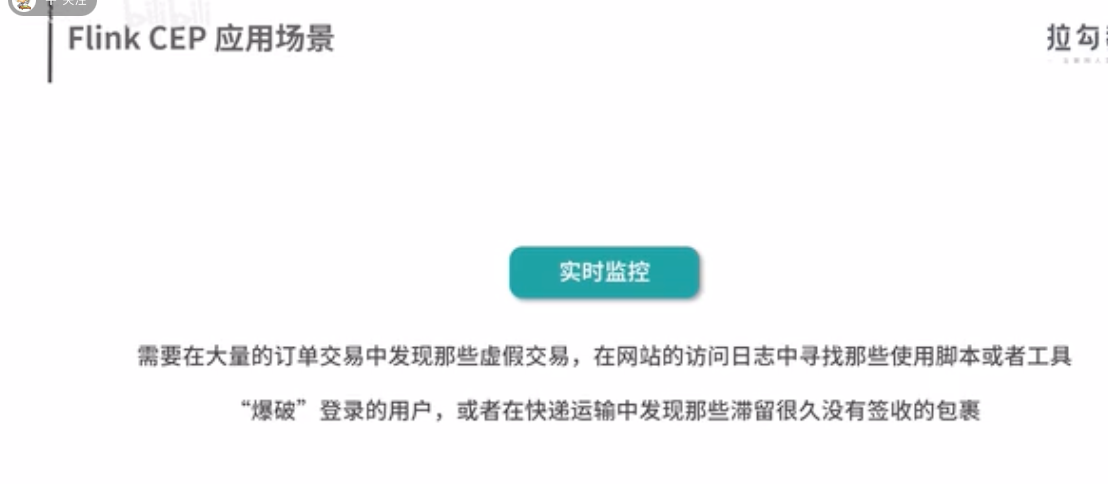 关注
bilibili
Flink CEP 应用场景
拉勾
实时监控
需要在大量的订单交易中发现那些虚假交易，在网站的访问日志中寻找那些使用脚本或者工具
“爆破”登录的用户，或者在快递运输中发现那些滞留很久没有签收的包裹